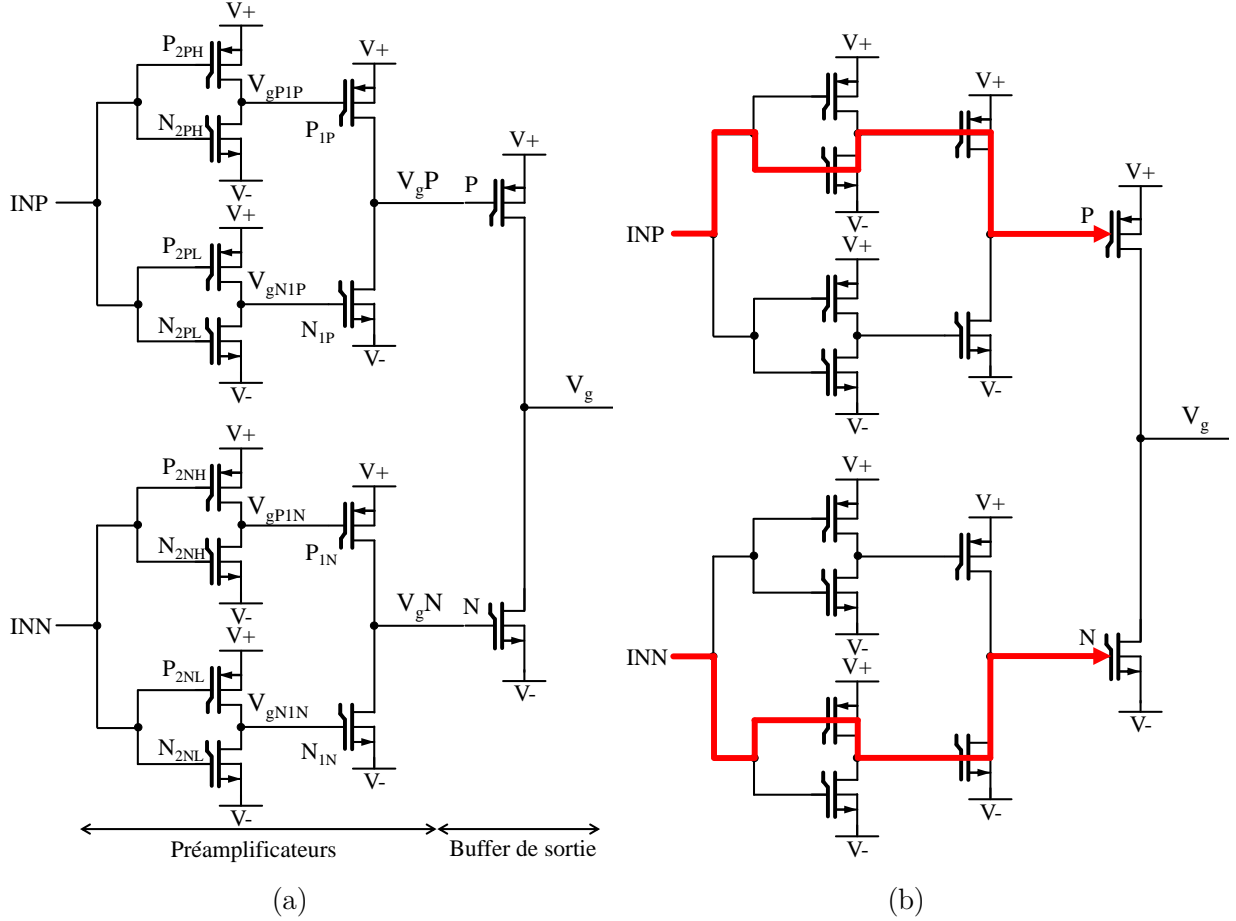 V+
P2PH
VgP1P
N2PH
V-
V+
P1P
INP
V+
P2PL
VgN1P
N2PL
V-
N1P
V-
VgP
P
V+
Vg
V+
P2NH
VgP1N
N2NH
V-
V+
P1N
INN
V+
P2NL
VgN1N
N2NL
V-
N1N
V-
VgN
N
V-
Préamplificateurs
Buffer de sortie
(a)
V+
V-
V+
INP
V+
V-
V-
P
V+
Vg
V+
V-
V+
INN
V+
V-
V-
N
V-
(b)